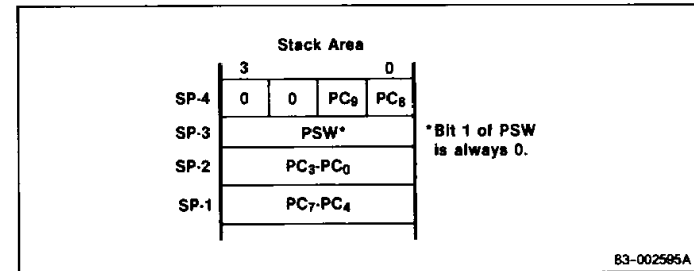 Stack Area
3 0
SP-4 0 0 PC9 PC8
SP-3 PSW* *Bit 1 of PSW
is always 0.
SP-2 PC3-PC0
SP-1 PC7-PC4
83-002595A